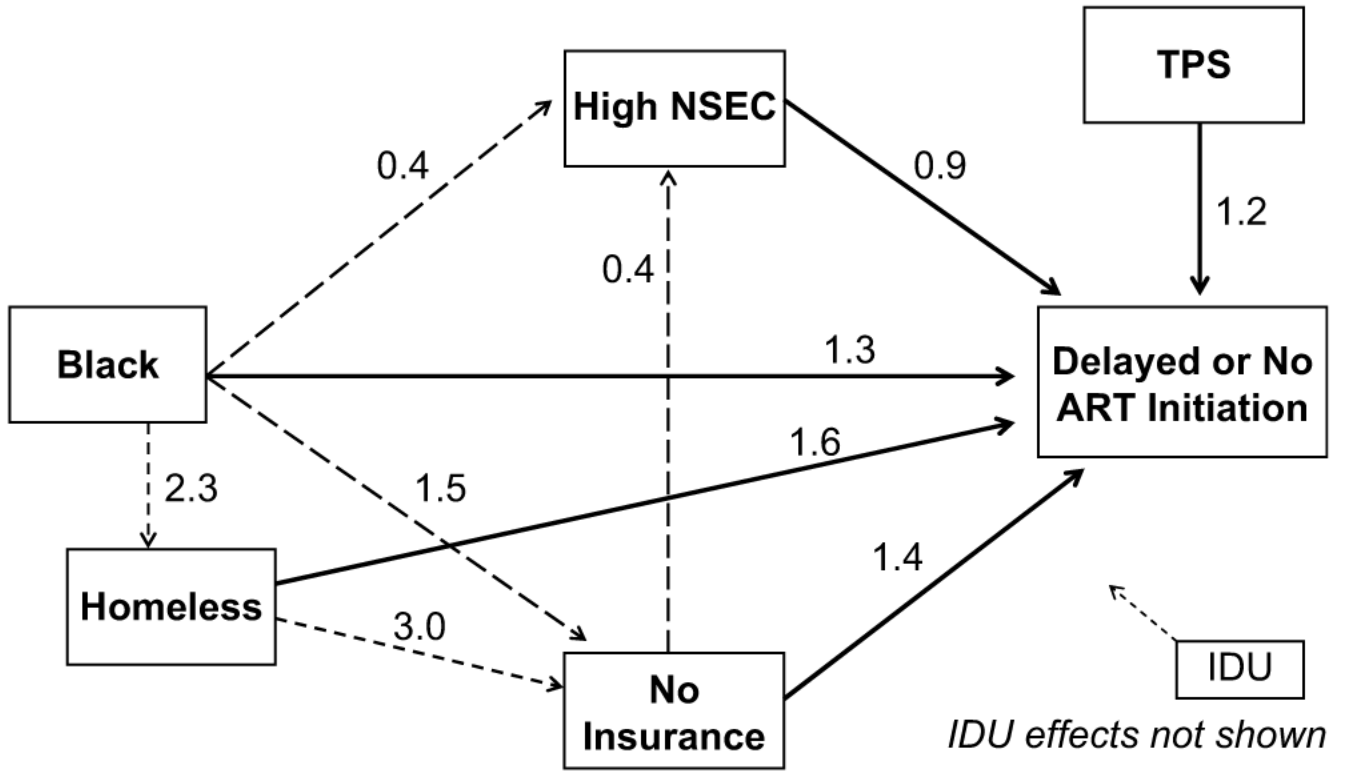 TPS
High NSEC
0.4
0.9
1.2
0.4
Black
1.3
Delayed or No
ART Initiation
1.6
2.3
1.5
1.4
Homeless
3.0
No
Insurance
IDU
IDU effects not shown